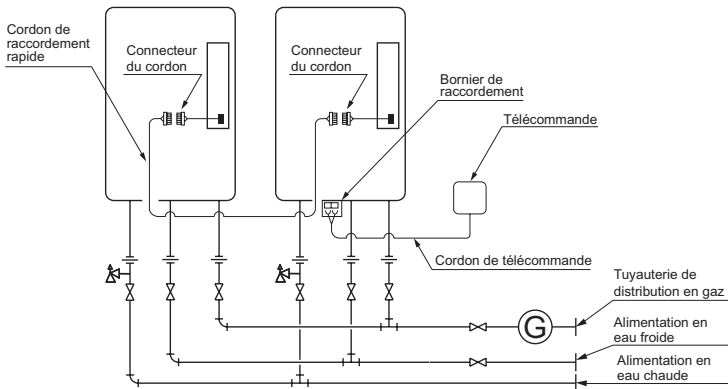 Cordon de
raccordement
rapide
Connecteur
du cordon
Connecteur
du cordon
Bornier de
raccordement
Télécommande
Cordon de télécommande
Tuyauterie de
distribution en gaz
G
Alimentation en
eau froide
Alimentation en
eau chaude